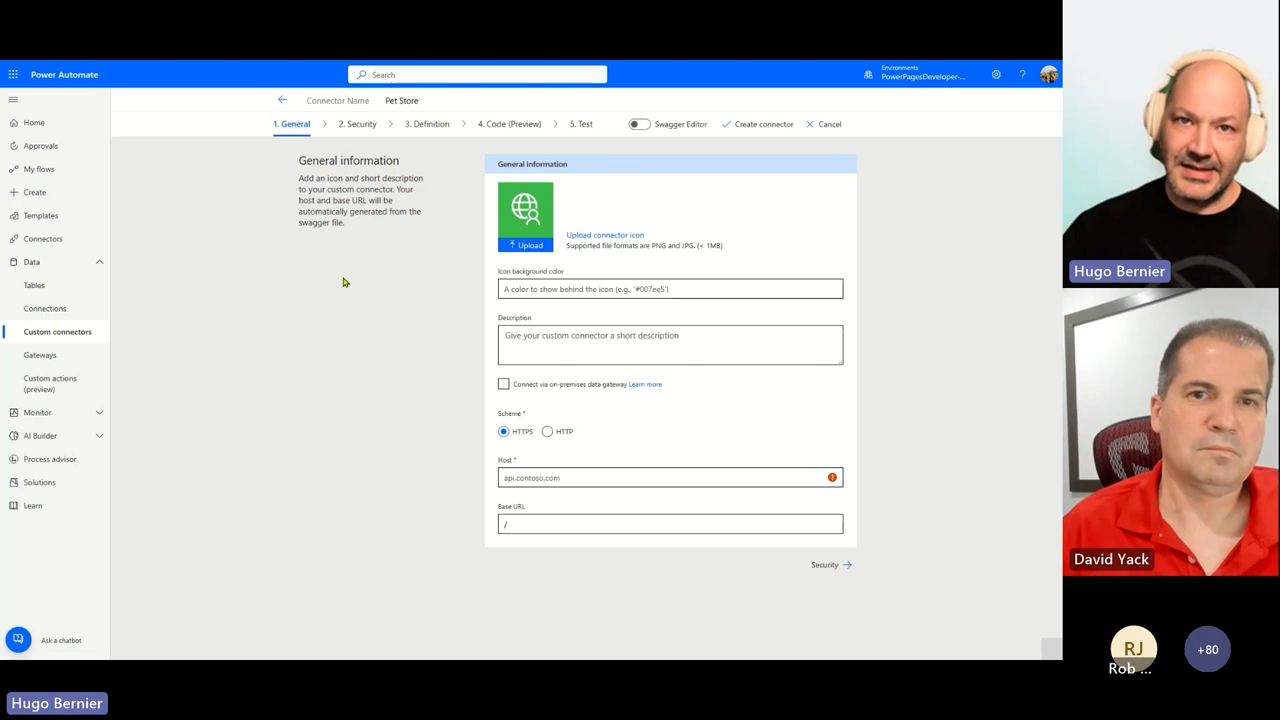 Power Automate
Search
Environments
PowerPagesDeveloper-...
?
Connector Name
Pet Store
1. General
2. Security
3. Definition
4. Code (Preview)
5. Test
Swagger Editor
Create connector
Cancel
Home
Approvals
My flows
Create
Templates
Connectors
Data
Tables
Connections
Custom connectors
Gateways
Custom actions
(preview)
Monitor
AI Builder
Process advisor
Solutions
Learn
Ask a chatbot
General information
Add an icon and short description
to your custom connector. Your
host and base URL will be
automatically generated from the
swagger file.
General information
Upload
Upload connector icon
Supported file formats are PNG and JPG. (< 1MB)
Icon background color
A color to show behind the icon (e.g., '#007ee5')
Description
Give your custom connector a short description
Connect via on-premises data gateway Learn more
Scheme *
HTTPS
HTTP
Host *
api.contoso.com
Base URL
/
Security
Hugo Bernier
David Yack
RJ
Rob ...
+80
Hugo Bernier